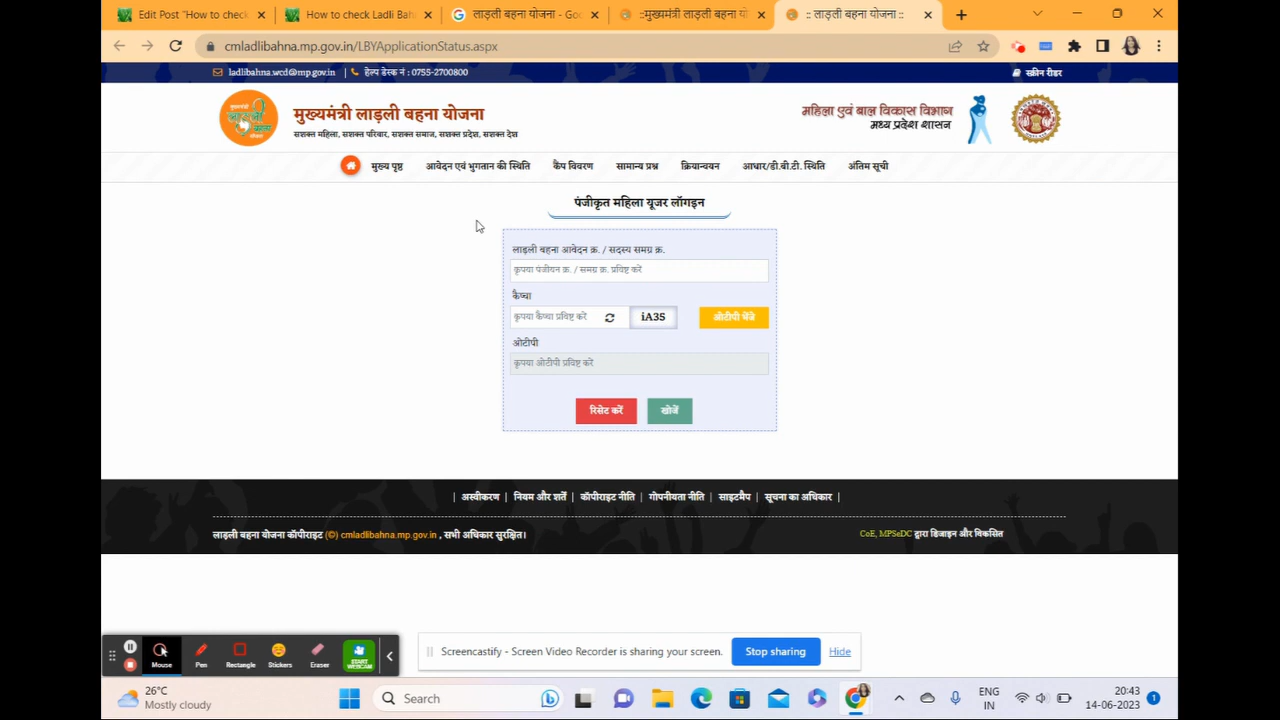 Edit Post "How to check
How to check Ladli Bah
लाड़ली बहना योजना - Goo
::मुख्यमंत्री लाड़ली बहना यो
:: लाड़ली बहना योजना ::
cmladlibahna.mp.gov.in/LBYApplicationStatus.aspx
ladlibahna.wcd@mp.gov.in | हेल्प डेस्क नं : 0755-2700800
स्क्रीन रीडर
मुख्यमंत्री लाड़ली बहना योजना
सशक्त महिला, सशक्त परिवार, सशक्त समाज, सशक्त प्रदेश, सशक्त देश
महिला एवं बाल विकास विभाग
मध्य प्रदेश शासन
मुख्य पृष्ठ आवेदन एवं भुगतान की स्थिति कैंप विवरण सामान्य प्रश्न क्रियान्वयन आधार/डी.बी.टी. स्थिति अंतिम सूची
पंजीकृत महिला यूजर लॉगइन
लाड़ली बहना आवेदन क्र. / सदस्य समग्र क्र.
कृपया पंजीयन क्र. / समग्र क्र. प्रविष्ट करें
कैप्चा
कृपया कैप्चा प्रविष्ट करे iA35 ओटीपी भेजे
ओटीपी
कृपया ओटीपी प्रविष्ट करें
रिसेट करें खोजें
| अस्वीकरण | नियम और शर्तें | कॉपीराइट नीति | गोपनीयता नीति | साइटमैप | सूचना का अधिकार |
लाड़ली बहना योजना कॉपीराइट (©) cmladlibahna.mp.gov.in , सभी अधिकार सुरक्षित।
CoE, MPSeDC द्वारा डिजाइन और विकसित
Mouse Pen Rectangle Stickers Eraser START WEBCAM
Screencastify - Screen Video Recorder is sharing your screen. Stop sharing Hide
26°C
Mostly cloudy
Search
ENG
IN
20:43
14-06-2023
1